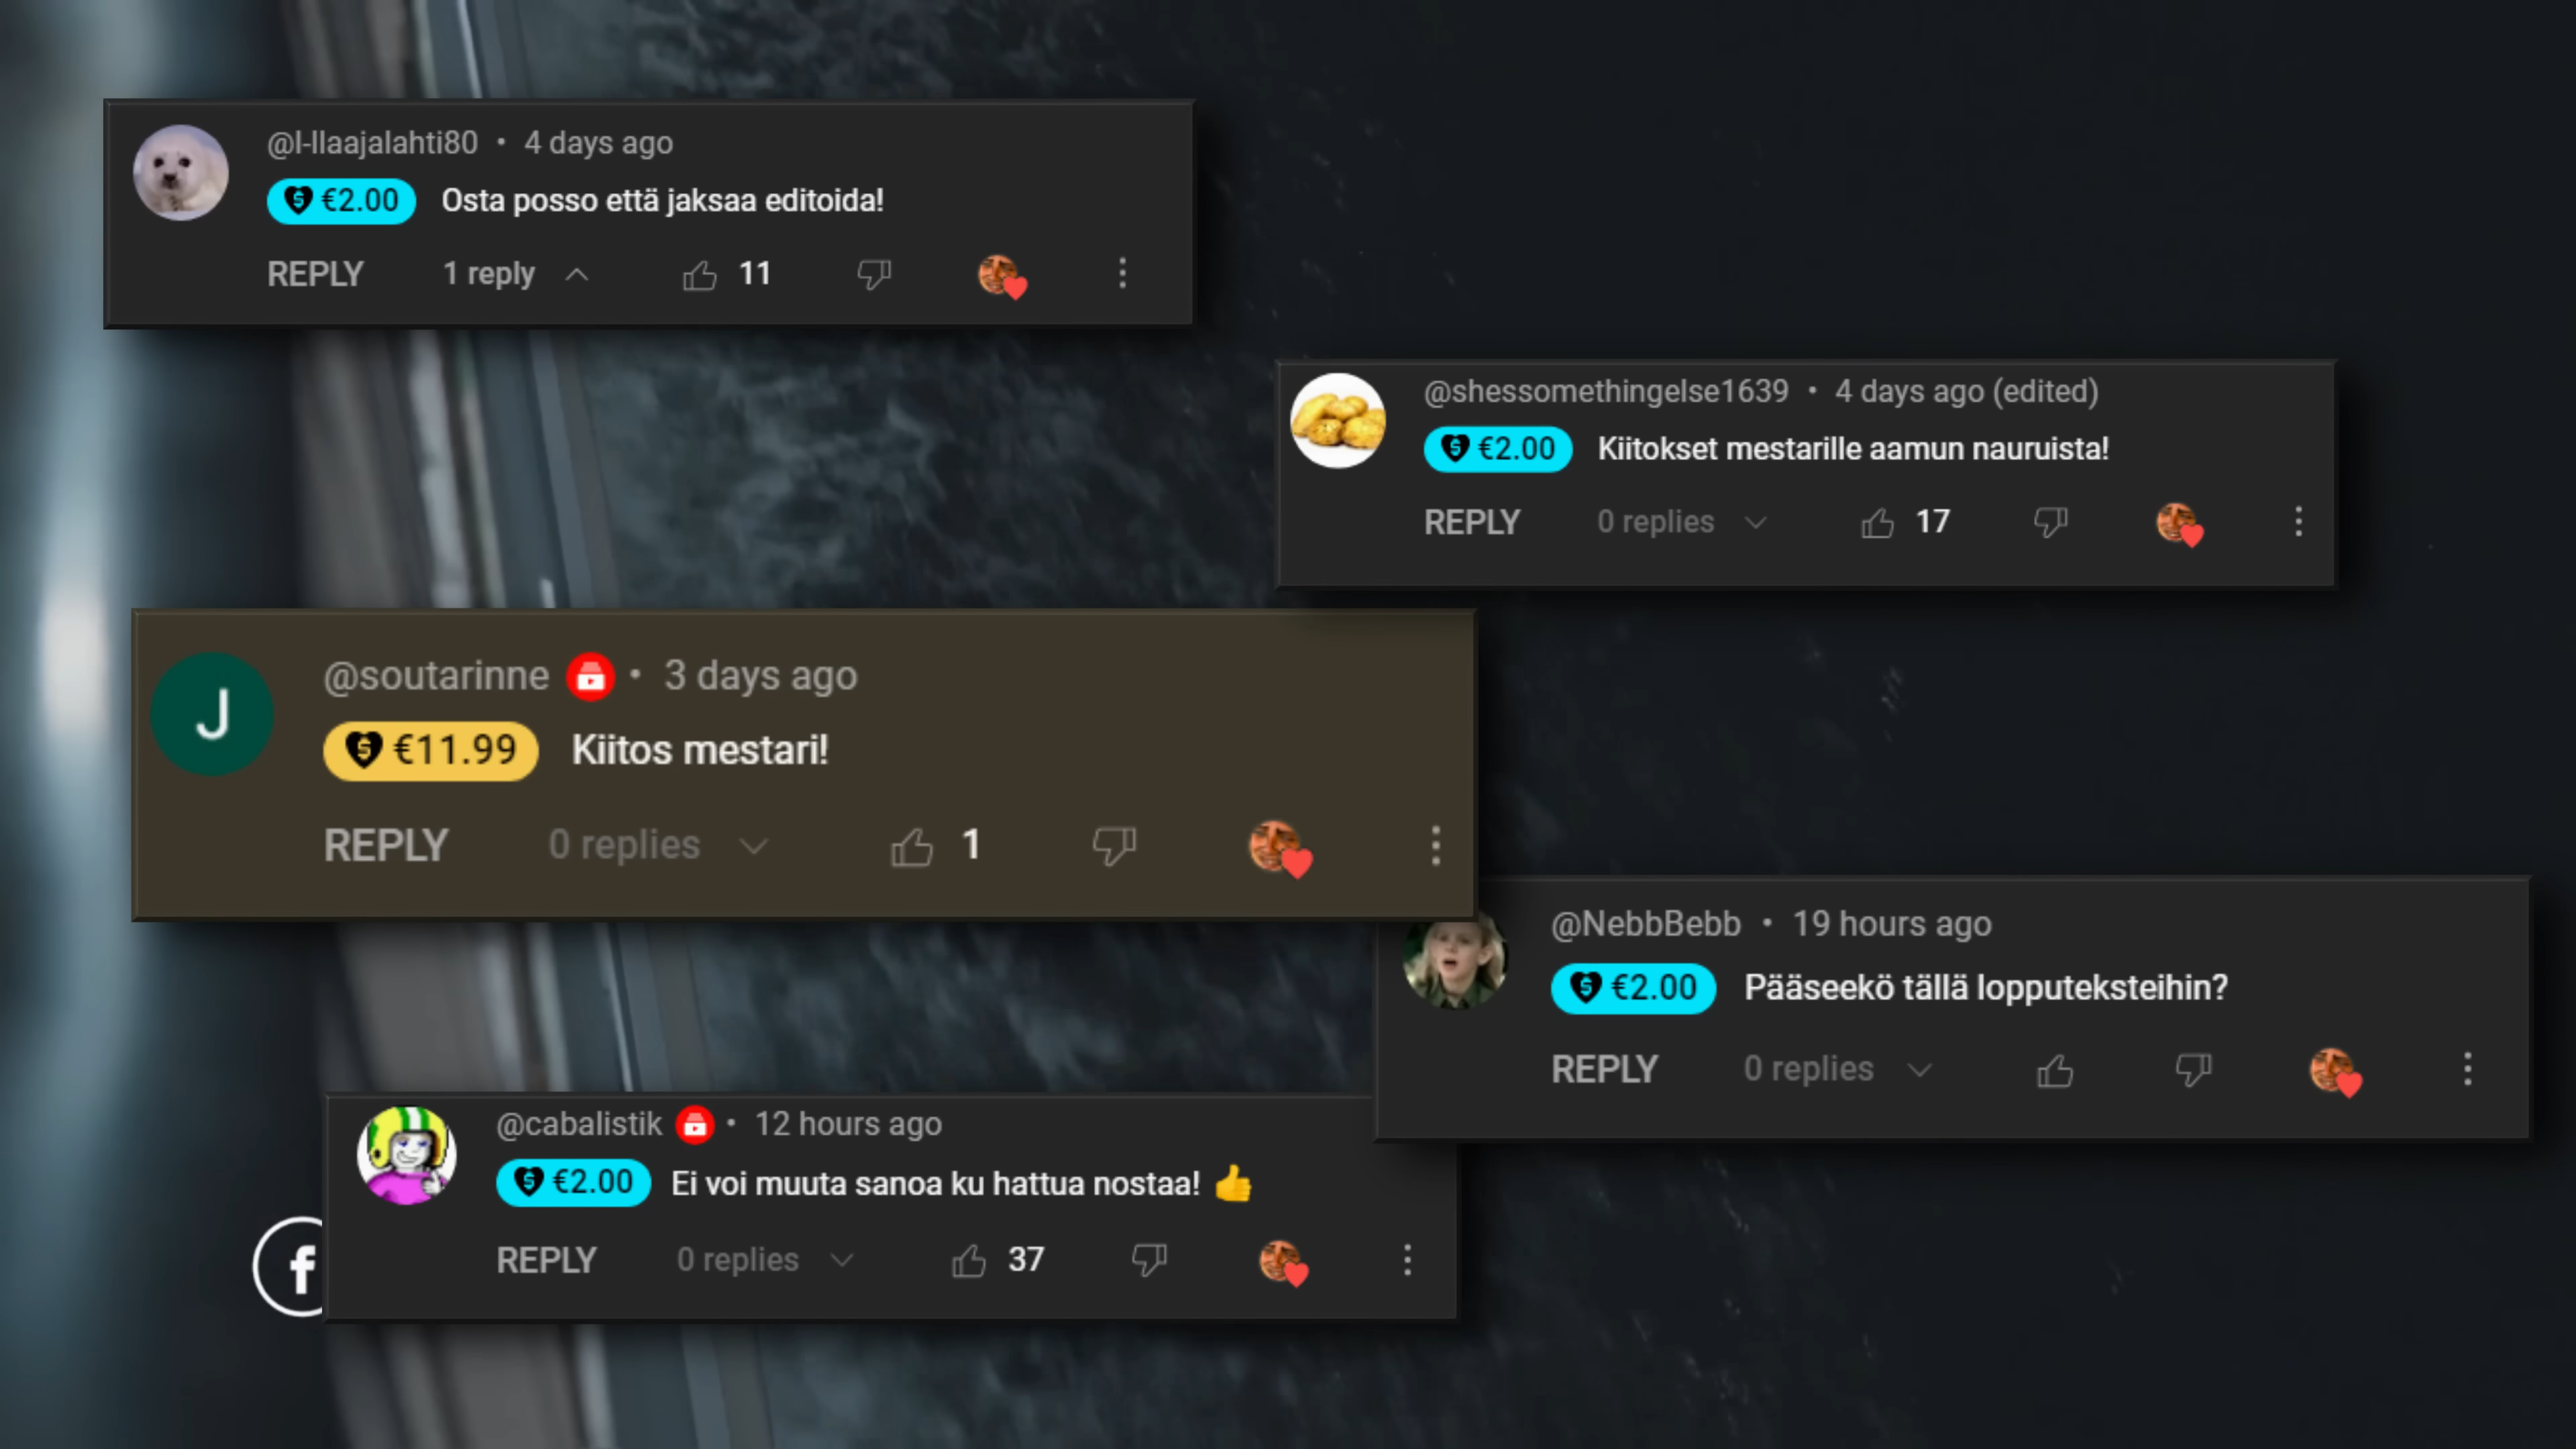 @I-Ilaajalahti80 • 4 days ago
€2.00 Osta posso että jaksaa editoida!
REPLY 1 reply 11
@shessomethingelse1639 • 4 days ago (edited)
€2.00 Kiitokset mestarille aamun nauruista!
REPLY 0 replies 17
J
@soutarinne • 3 days ago
€11.99 Kiitos mestari!
REPLY 0 replies 1
@NebbBebb • 19 hours ago
€2.00 Pääseekö tällä lopputeksteihin?
REPLY 0 replies
@cabalistik • 12 hours ago
€2.00 Ei voi muuta sanoa ku hattua nostaa! 👍
REPLY 0 replies 37
f